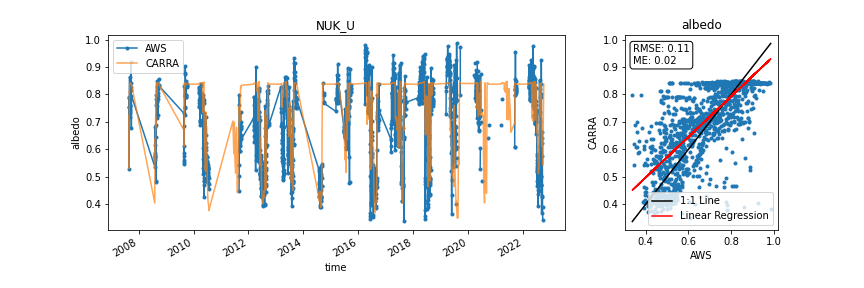 NUK_U
albedo
AWS
CARRA
albedo
1.0
0.9
0.8
0.7
0.6
0.5
0.4
2008
2010
2012
2014
2016
2018
2020
2022
time
albedo
RMSE: 0.11
ME: 0.02
CARRA
1.0
0.9
0.8
0.7
0.6
0.5
0.4
1:1 Line
Linear Regression
0.4
0.6
0.8
1.0
AWS